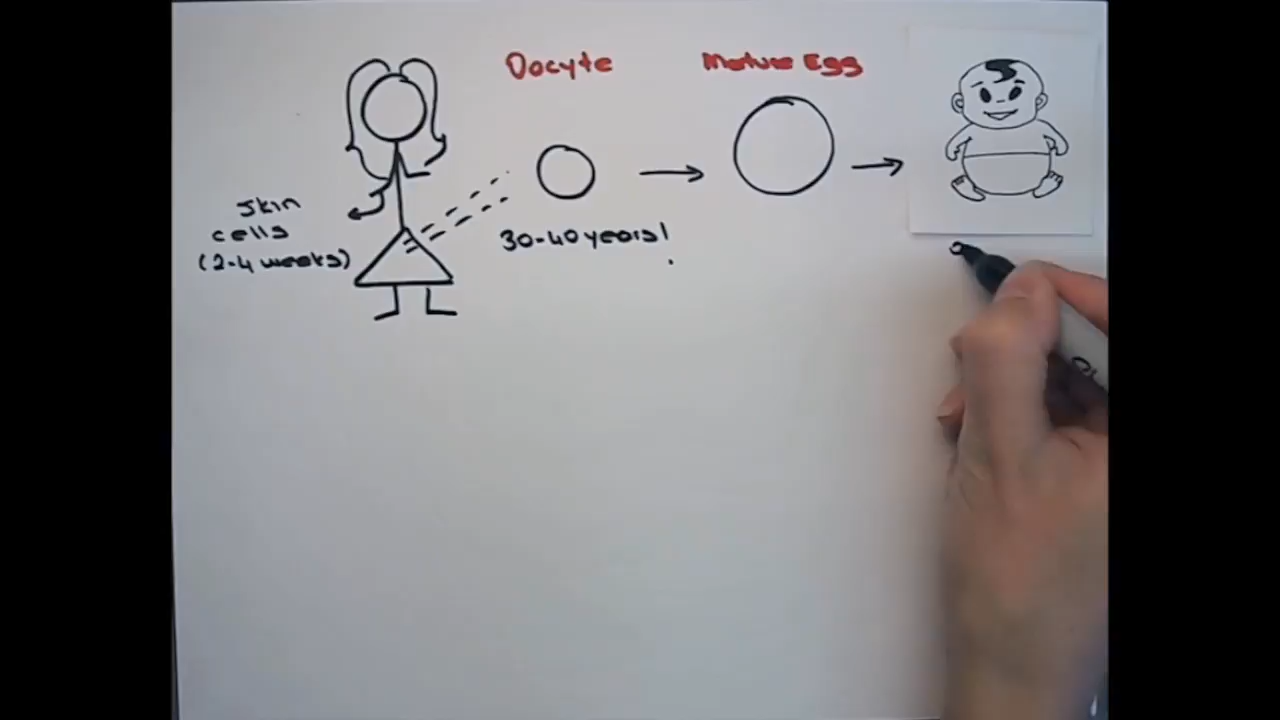 Oocyte
Mature Egg
Skin
cells
(2-4 weeks)
30-40 years!